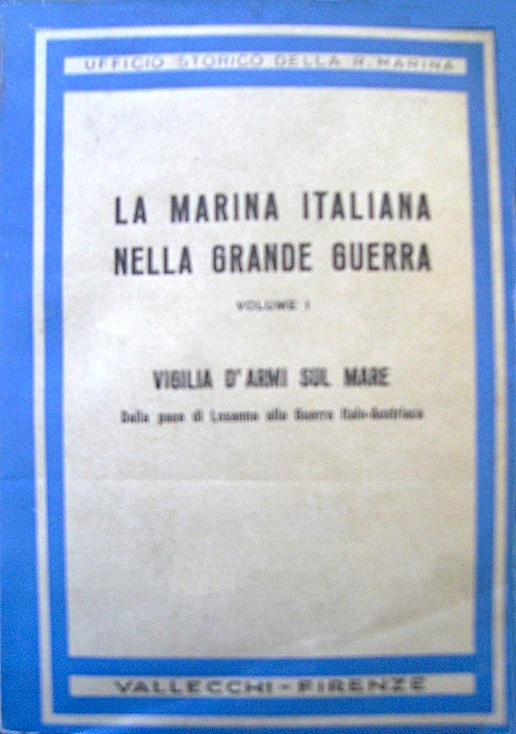 UFFICIO STORICO DELLA R. MARINA
LA MARINA ITALIANA
NELLA GRANDE GUERRA
VOLUME I
VIGILIA D'ARMI SUL MARE
Dalla pace di Losanna alla Guerra Italo-Austriaca
VALLECCHI - FIRENZE